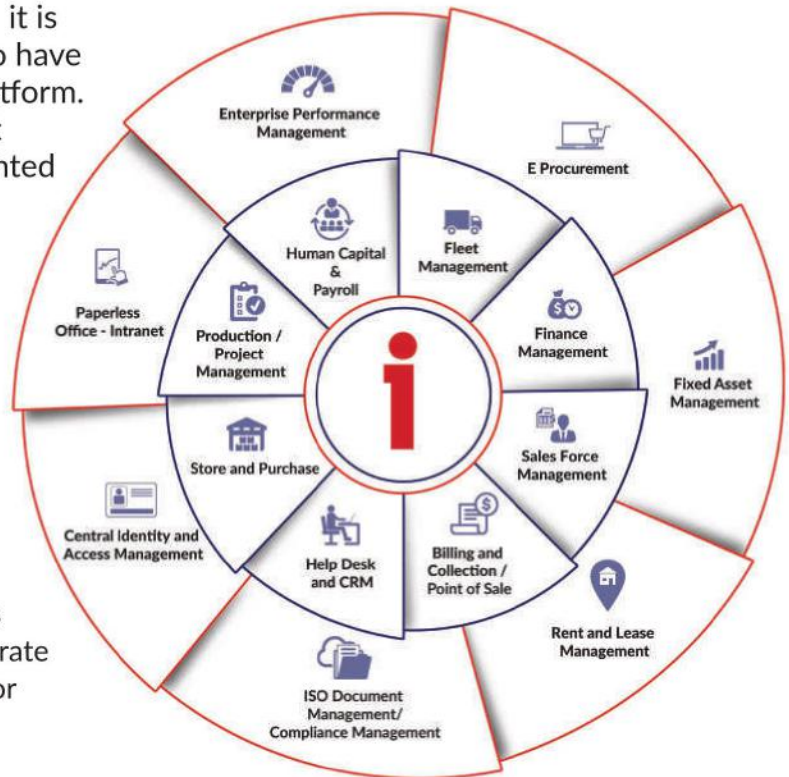 it is
have
tform.
nted
rate
or
Enterprise Performance
Management
E Procurement
Fixed Asset
Management
Rent and Lease
Management
ISO Document
Management/
Compliance Management
Central Identity and
Access Management
Paperless
Office - Intranet
Human Capital
&
Payroll
Fleet
Management
Finance
Management
Sales Force
Management
Billing and
Collection /
Point of Sale
Help Desk
and CRM
Store and Purchase
Production /
Project
Management
i